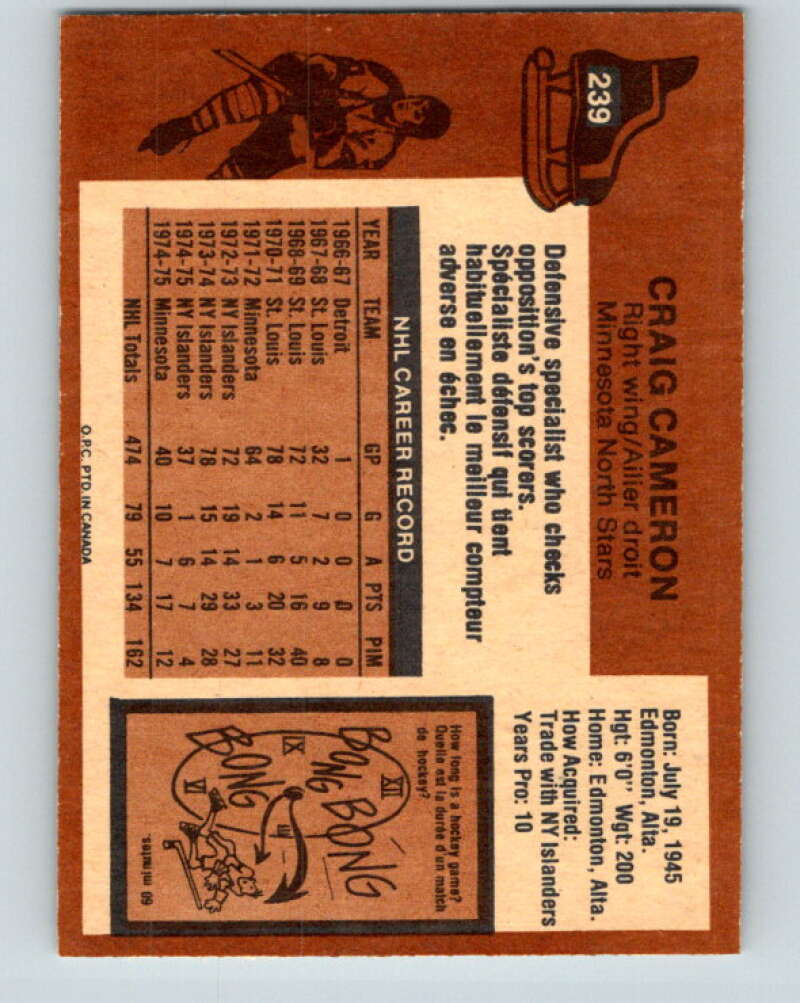 239
CRAIG CAMERON
Right wing/Ailier droit
Minnesota North Stars
Defensive specialist who checks
opposition's top scorers.
Spécialiste défensif qui tient
habituellement le meilleur compteur
adverse en échec.
NHL CAREER RECORD
YEAR TEAM GP G A PTS PIM
1966-67 Detroit 1 0 0 0 0
1967-68 St. Louis 32 7 2 9 8
1968-69 St. Louis 72 11 5 16 40
1970-71 St. Louis 78 14 6 20 32
1971-72 Minnesota 64 2 1 3 11
1972-73 NY Islanders 72 19 14 33 27
1973-74 NY Islanders 78 15 14 29 28
1974-75 NY Islanders 37 1 6 7 4
1974-75 Minnesota 40 10 7 17 12
NHL Totals 474 79 55 134 162
O.P.C. PTD. IN CANADA
Born: July 19, 1945
Edmonton, Alta.
Hgt: 6'0" Wgt: 200
Home: Edmonton, Alta.
How Acquired:
Trade with NY Islanders
Years Pro: 10
How long is a hockey game?
Quelle est la durée d'un match
de hockey?
XII
BONG BONG
BONG
IX
III
BONG
VI
60 minutes.